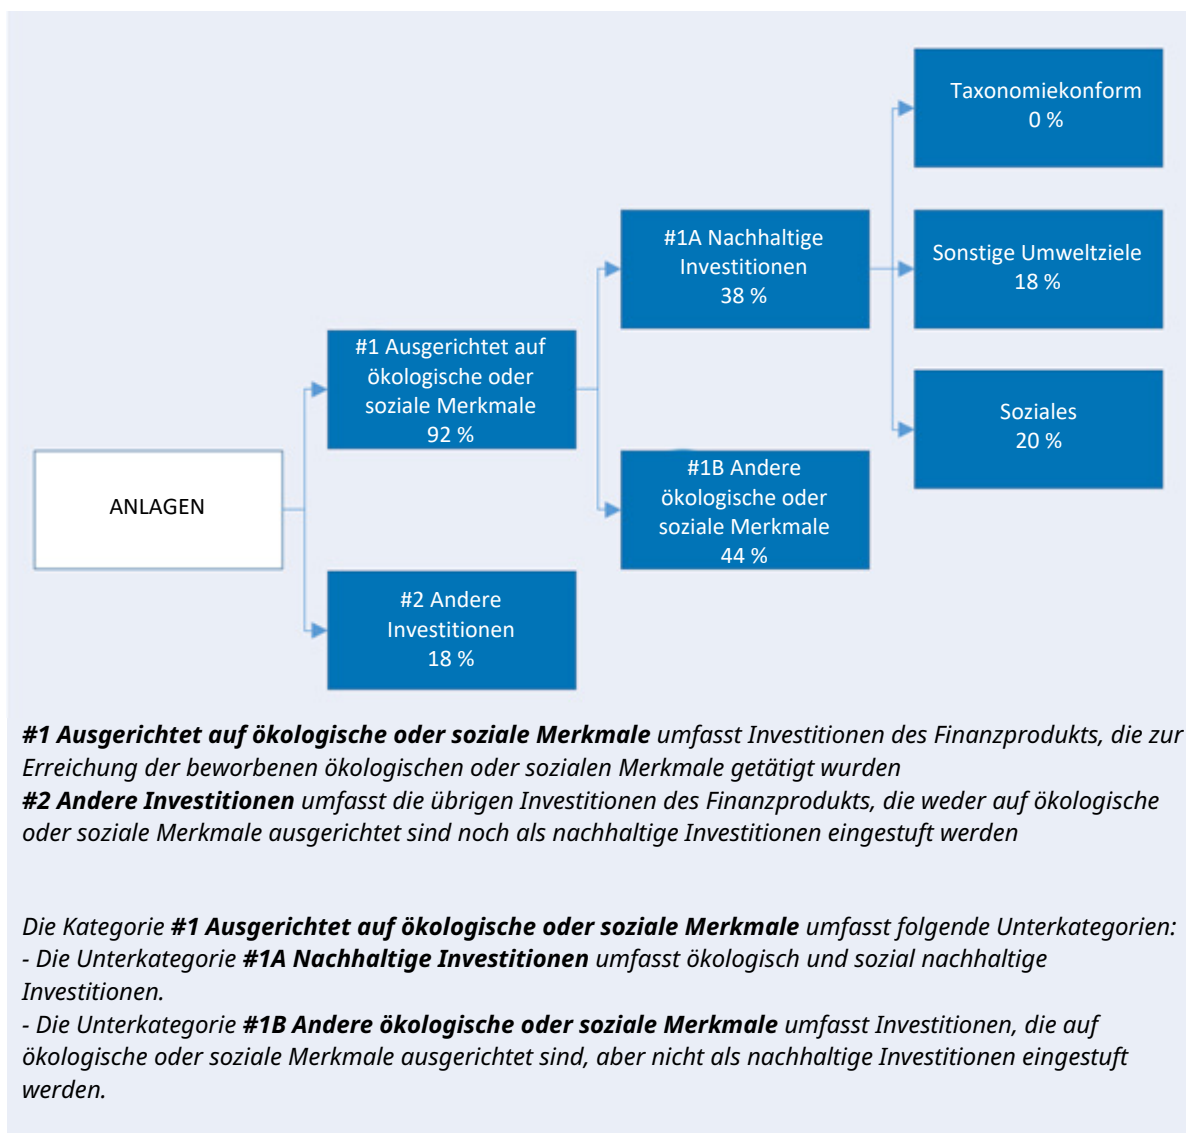 Taxonomiekonform
0 %
#1A Nachhaltige
Investitionen
38 %
Sonstige Umweltziele
18 %
#1 Ausgerichtet auf
ökologische oder
soziale Merkmale
92 %
Soziales
20 %
#1B Andere
ökologische oder
soziale Merkmale
44 %
ANLAGEN
#2 Andere
Investitionen
18 %
#1 Ausgerichtet auf ökologische oder soziale Merkmale umfasst Investitionen des Finanzprodukts, die zur
Erreichung der beworbenen ökologischen oder sozialen Merkmale getätigt wurden
#2 Andere Investitionen umfasst die übrigen Investitionen des Finanzprodukts, die weder auf ökologische
oder soziale Merkmale ausgerichtet sind noch als nachhaltige Investitionen eingestuft werden
Die Kategorie #1 Ausgerichtet auf ökologische oder soziale Merkmale umfasst folgende Unterkategorien:
- Die Unterkategorie #1A Nachhaltige Investitionen umfasst ökologisch und sozial nachhaltige
Investitionen.
- Die Unterkategorie #1B Andere ökologische oder soziale Merkmale umfasst Investitionen, die auf
ökologische oder soziale Merkmale ausgerichtet sind, aber nicht als nachhaltige Investitionen eingestuft
werden.